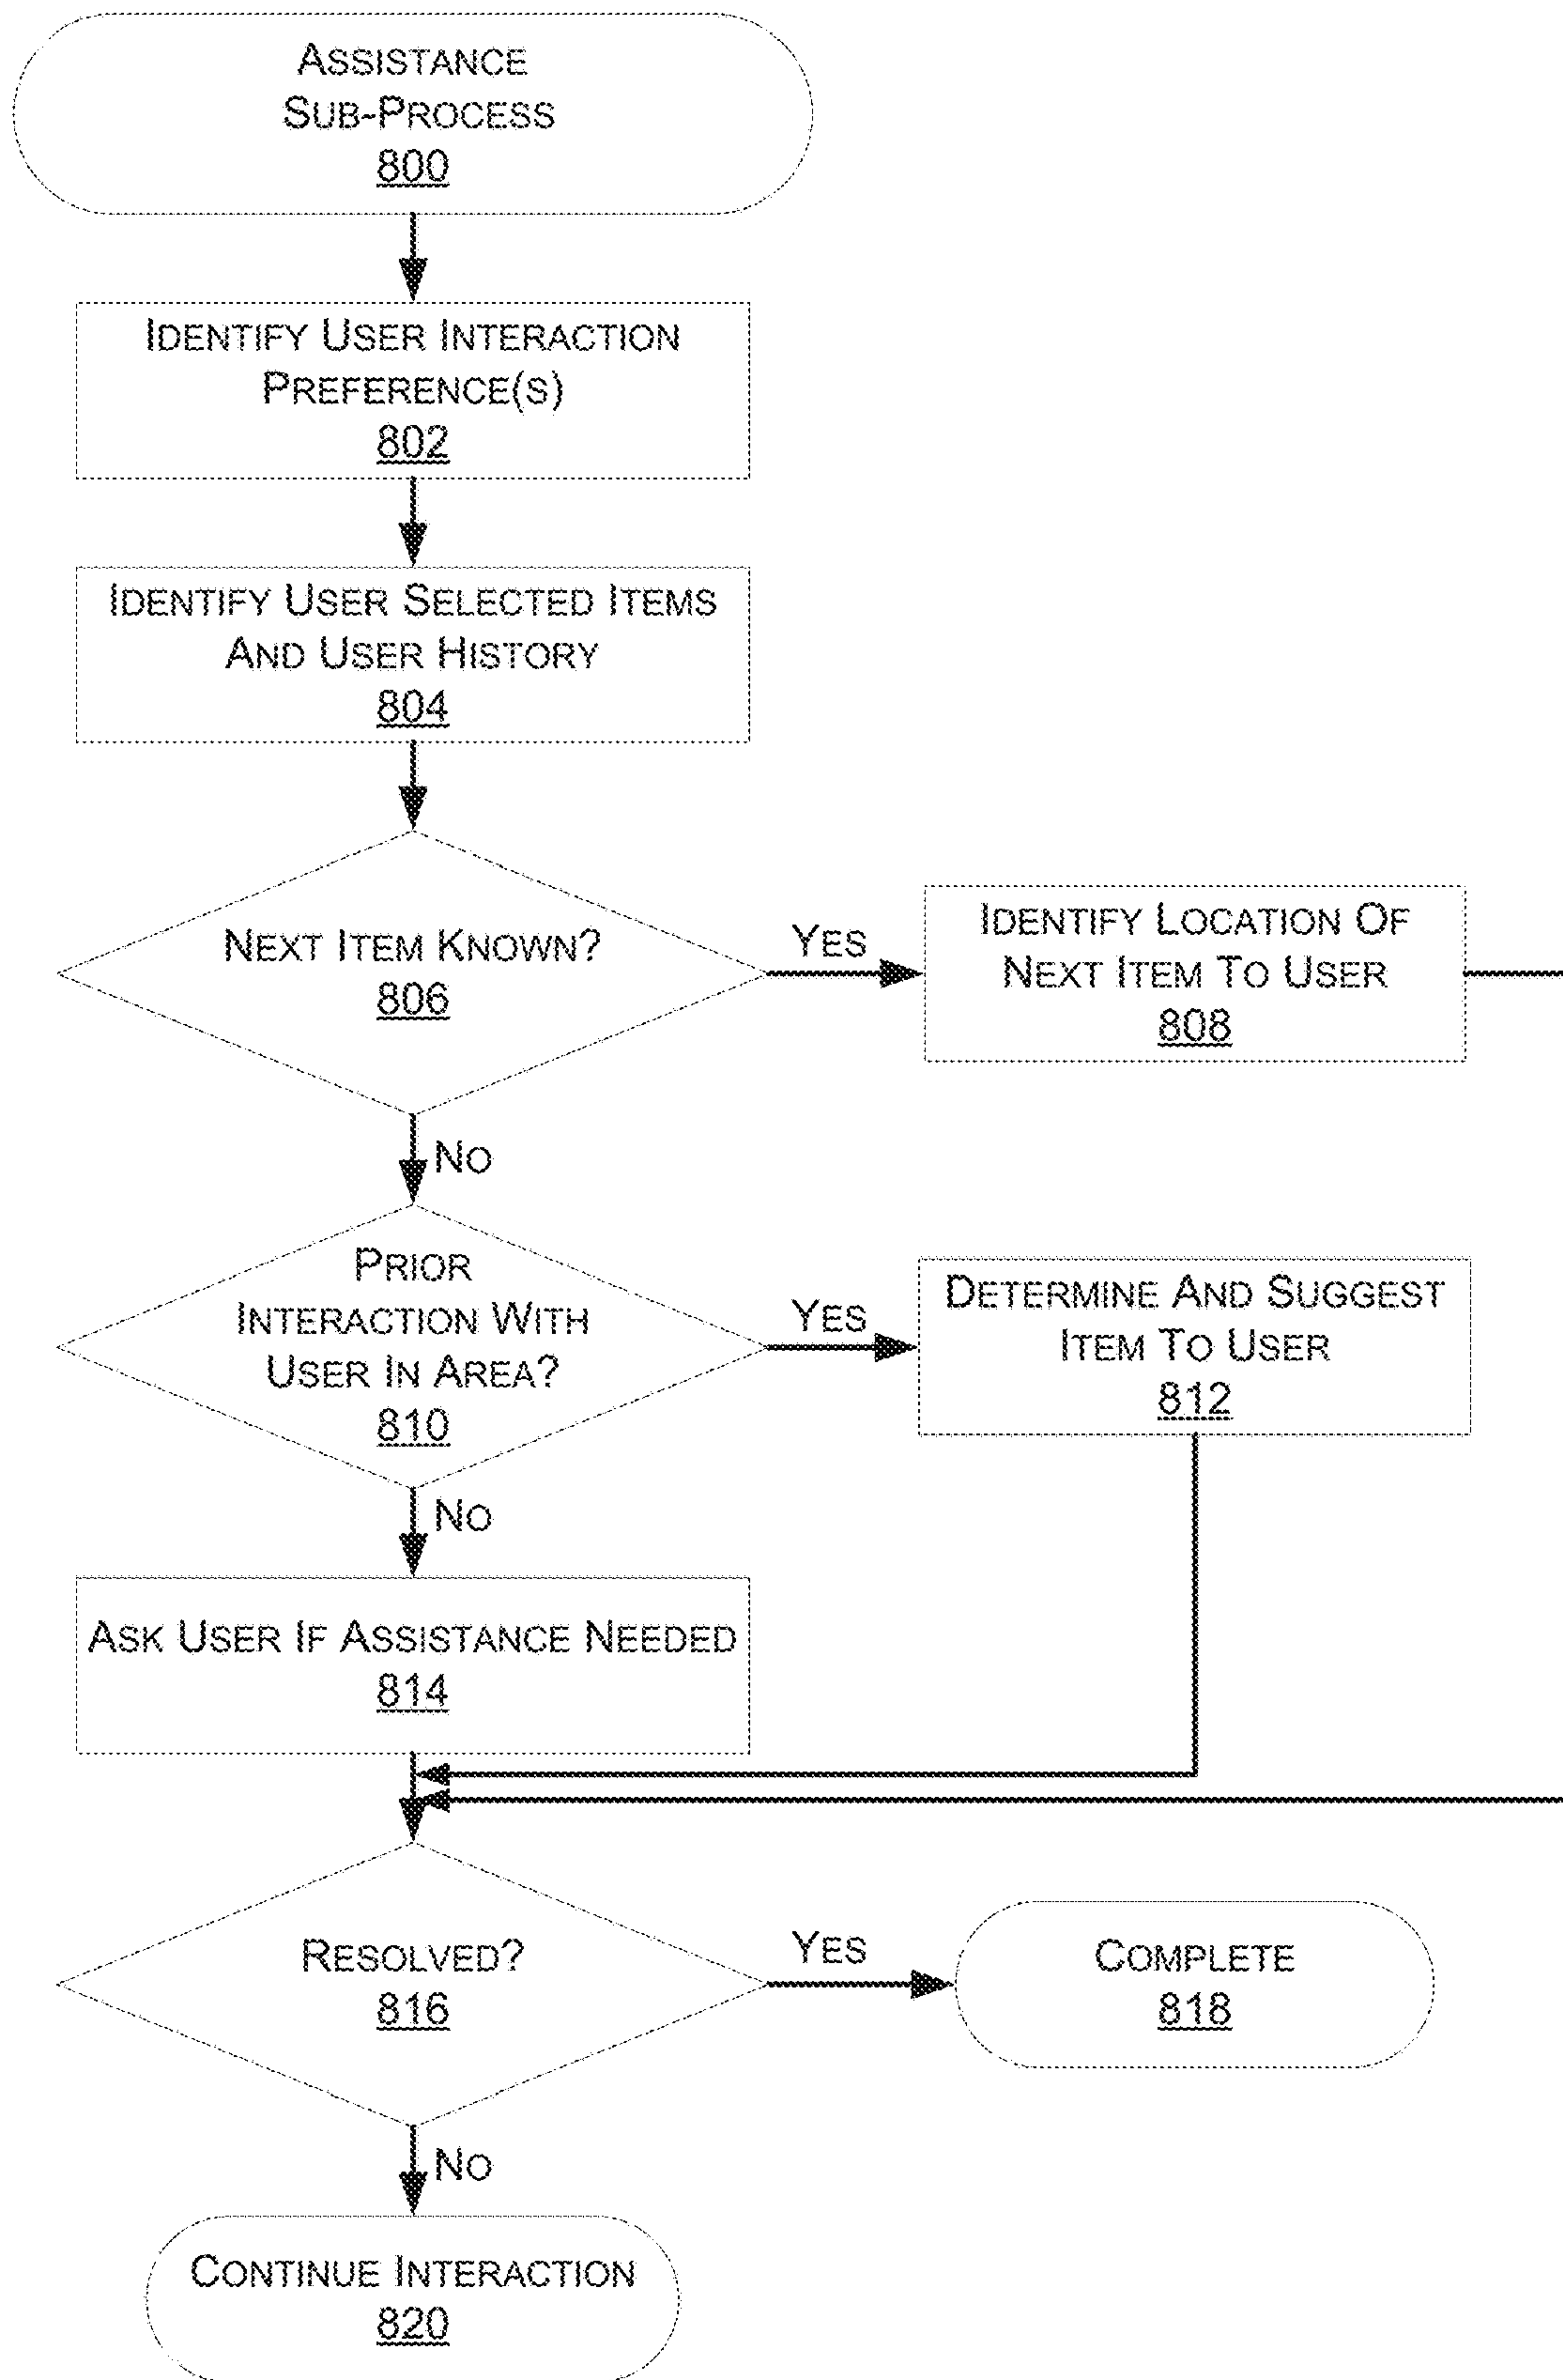 ASSISTANCE
SUB-PROCESS
800
IDENTIFY USER INTERACTION
PREFERENCE(S)
802
IDENTIFY USER SELECTED ITEMS
AND USER HISTORY
804
NEXT ITEM KNOWN?
806
YES
IDENTIFY LOCATION OF
NEXT ITEM TO USER
808
NO
PRIOR
INTERACTION WITH
USER IN AREA?
810
YES
DETERMINE AND SUGGEST
ITEM TO USER
812
NO
ASK USER IF ASSISTANCE NEEDED
814
RESOLVED?
816
YES
COMPLETE
818
NO
CONTINUE INTERACTION
820